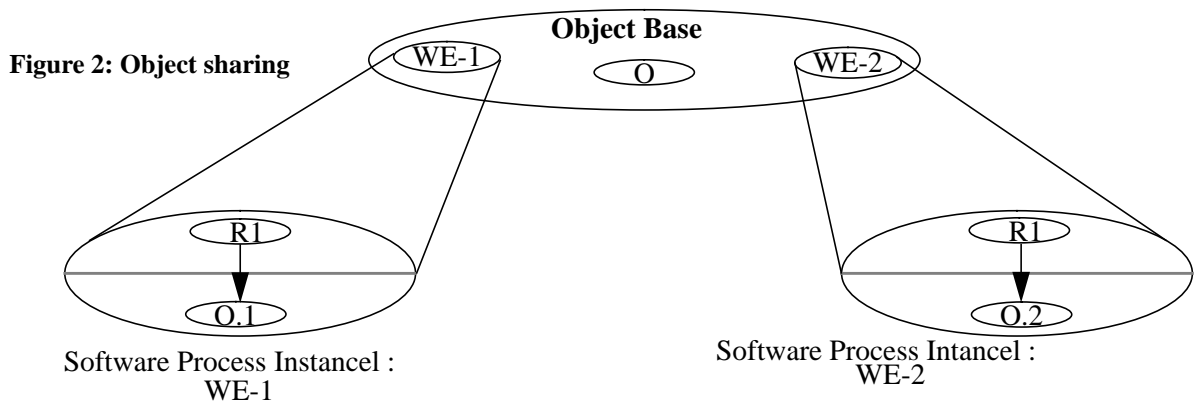 Object Base
Figure 2: Object sharing
WE-1
O
WE-2
R1
R1
O.1
O.2
Software Process Instancel :
WE-1
Software Process Intancel :
WE-2